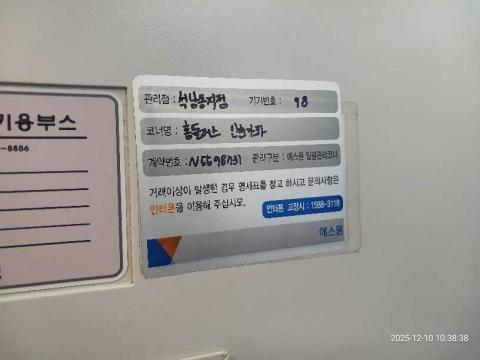 기용부스
-8856
관리점 : 석남동지점 기기번호 : 98
코너명 : 홈플러스 인천가좌
계약번호 : N5598731 관리구분 : 에스원 일괄관리코너
거래이상이 발생한 경우 명세표를 참고 하시고 문의사항은
인터폰을 이용해 주십시오.
인터폰 고장시 : 1588-3118
에스원
2025-12-10 10:38:38